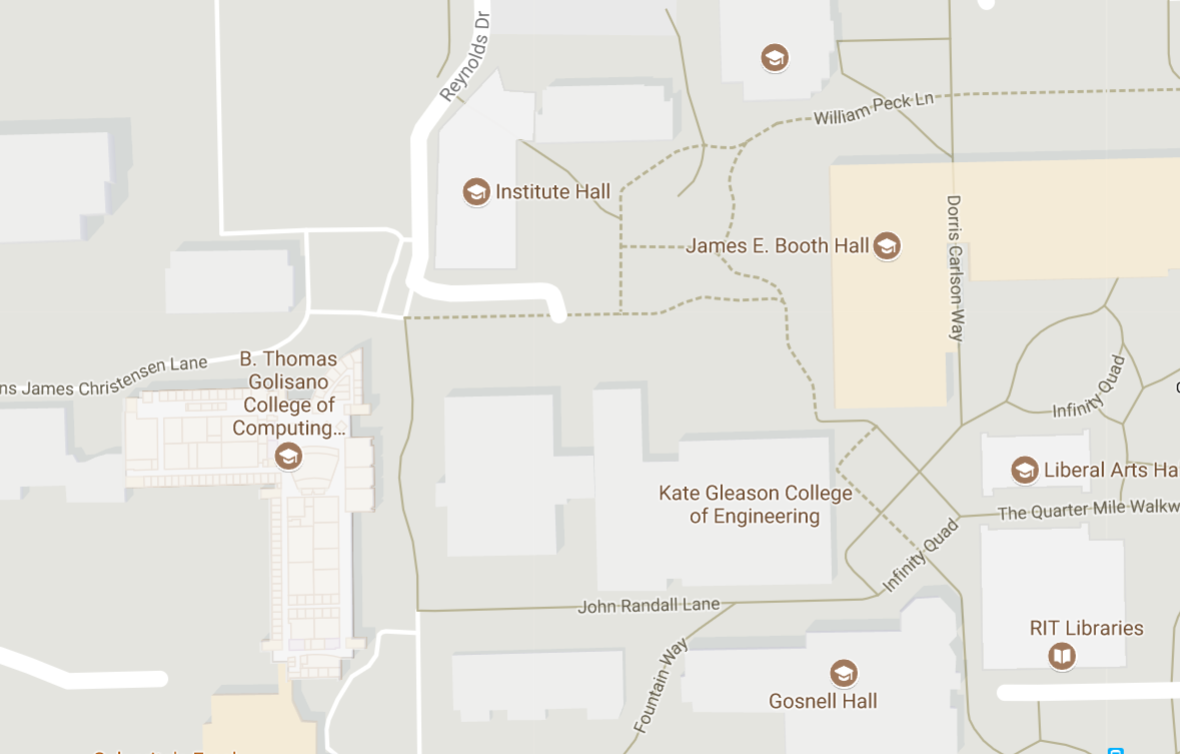 Reynolds Dr
William Peck Ln
Institute Hall
James E. Booth Hall
Dorris Carlson Way
ns James Christensen Lane
B. Thomas
Golisano
College of
Computing...
Infinity Quad
Liberal Arts Ha
Kate Gleason College
of Engineering
The Quarter Mile Walkw
Infinity Quad
John Randall Lane
RIT Libraries
Fountain Way
Gosnell Hall